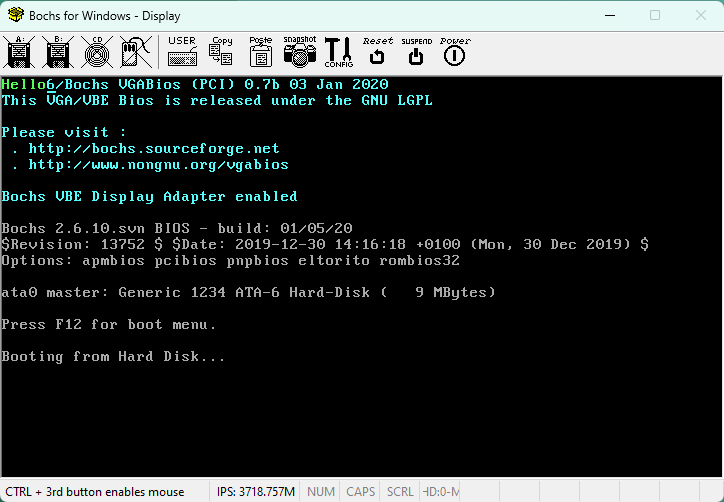 Bochs for Windows - Display
A: B: CD USER Copy Paste snapshot CONFIG Reset SUSPEND Power
Hello6/Bochs VGABios (PCI) 0.7b 03 Jan 2020
This VGA/VBE Bios is released under the GNU LGPL
Please visit :
. http://bochs.sourceforge.net
. http://www.nongnu.org/vgabios
Bochs VBE Display Adapter enabled
Bochs 2.6.10.svn BIOS - build: 01/05/20
$Revision: 13752 $ $Date: 2019-12-30 14:16:18 +0100 (Mon, 30 Dec 2019) $
Options: apmbios pcibios pnpbios eltorito rombios32
ata0 master: Generic 1234 ATA-6 Hard-Disk (   9 MBytes)
Press F12 for boot menu.
Booting from Hard Disk...
CTRL + 3rd button enables mouse IPS: 3718.757M NUM CAPS SCRL HD:0-M